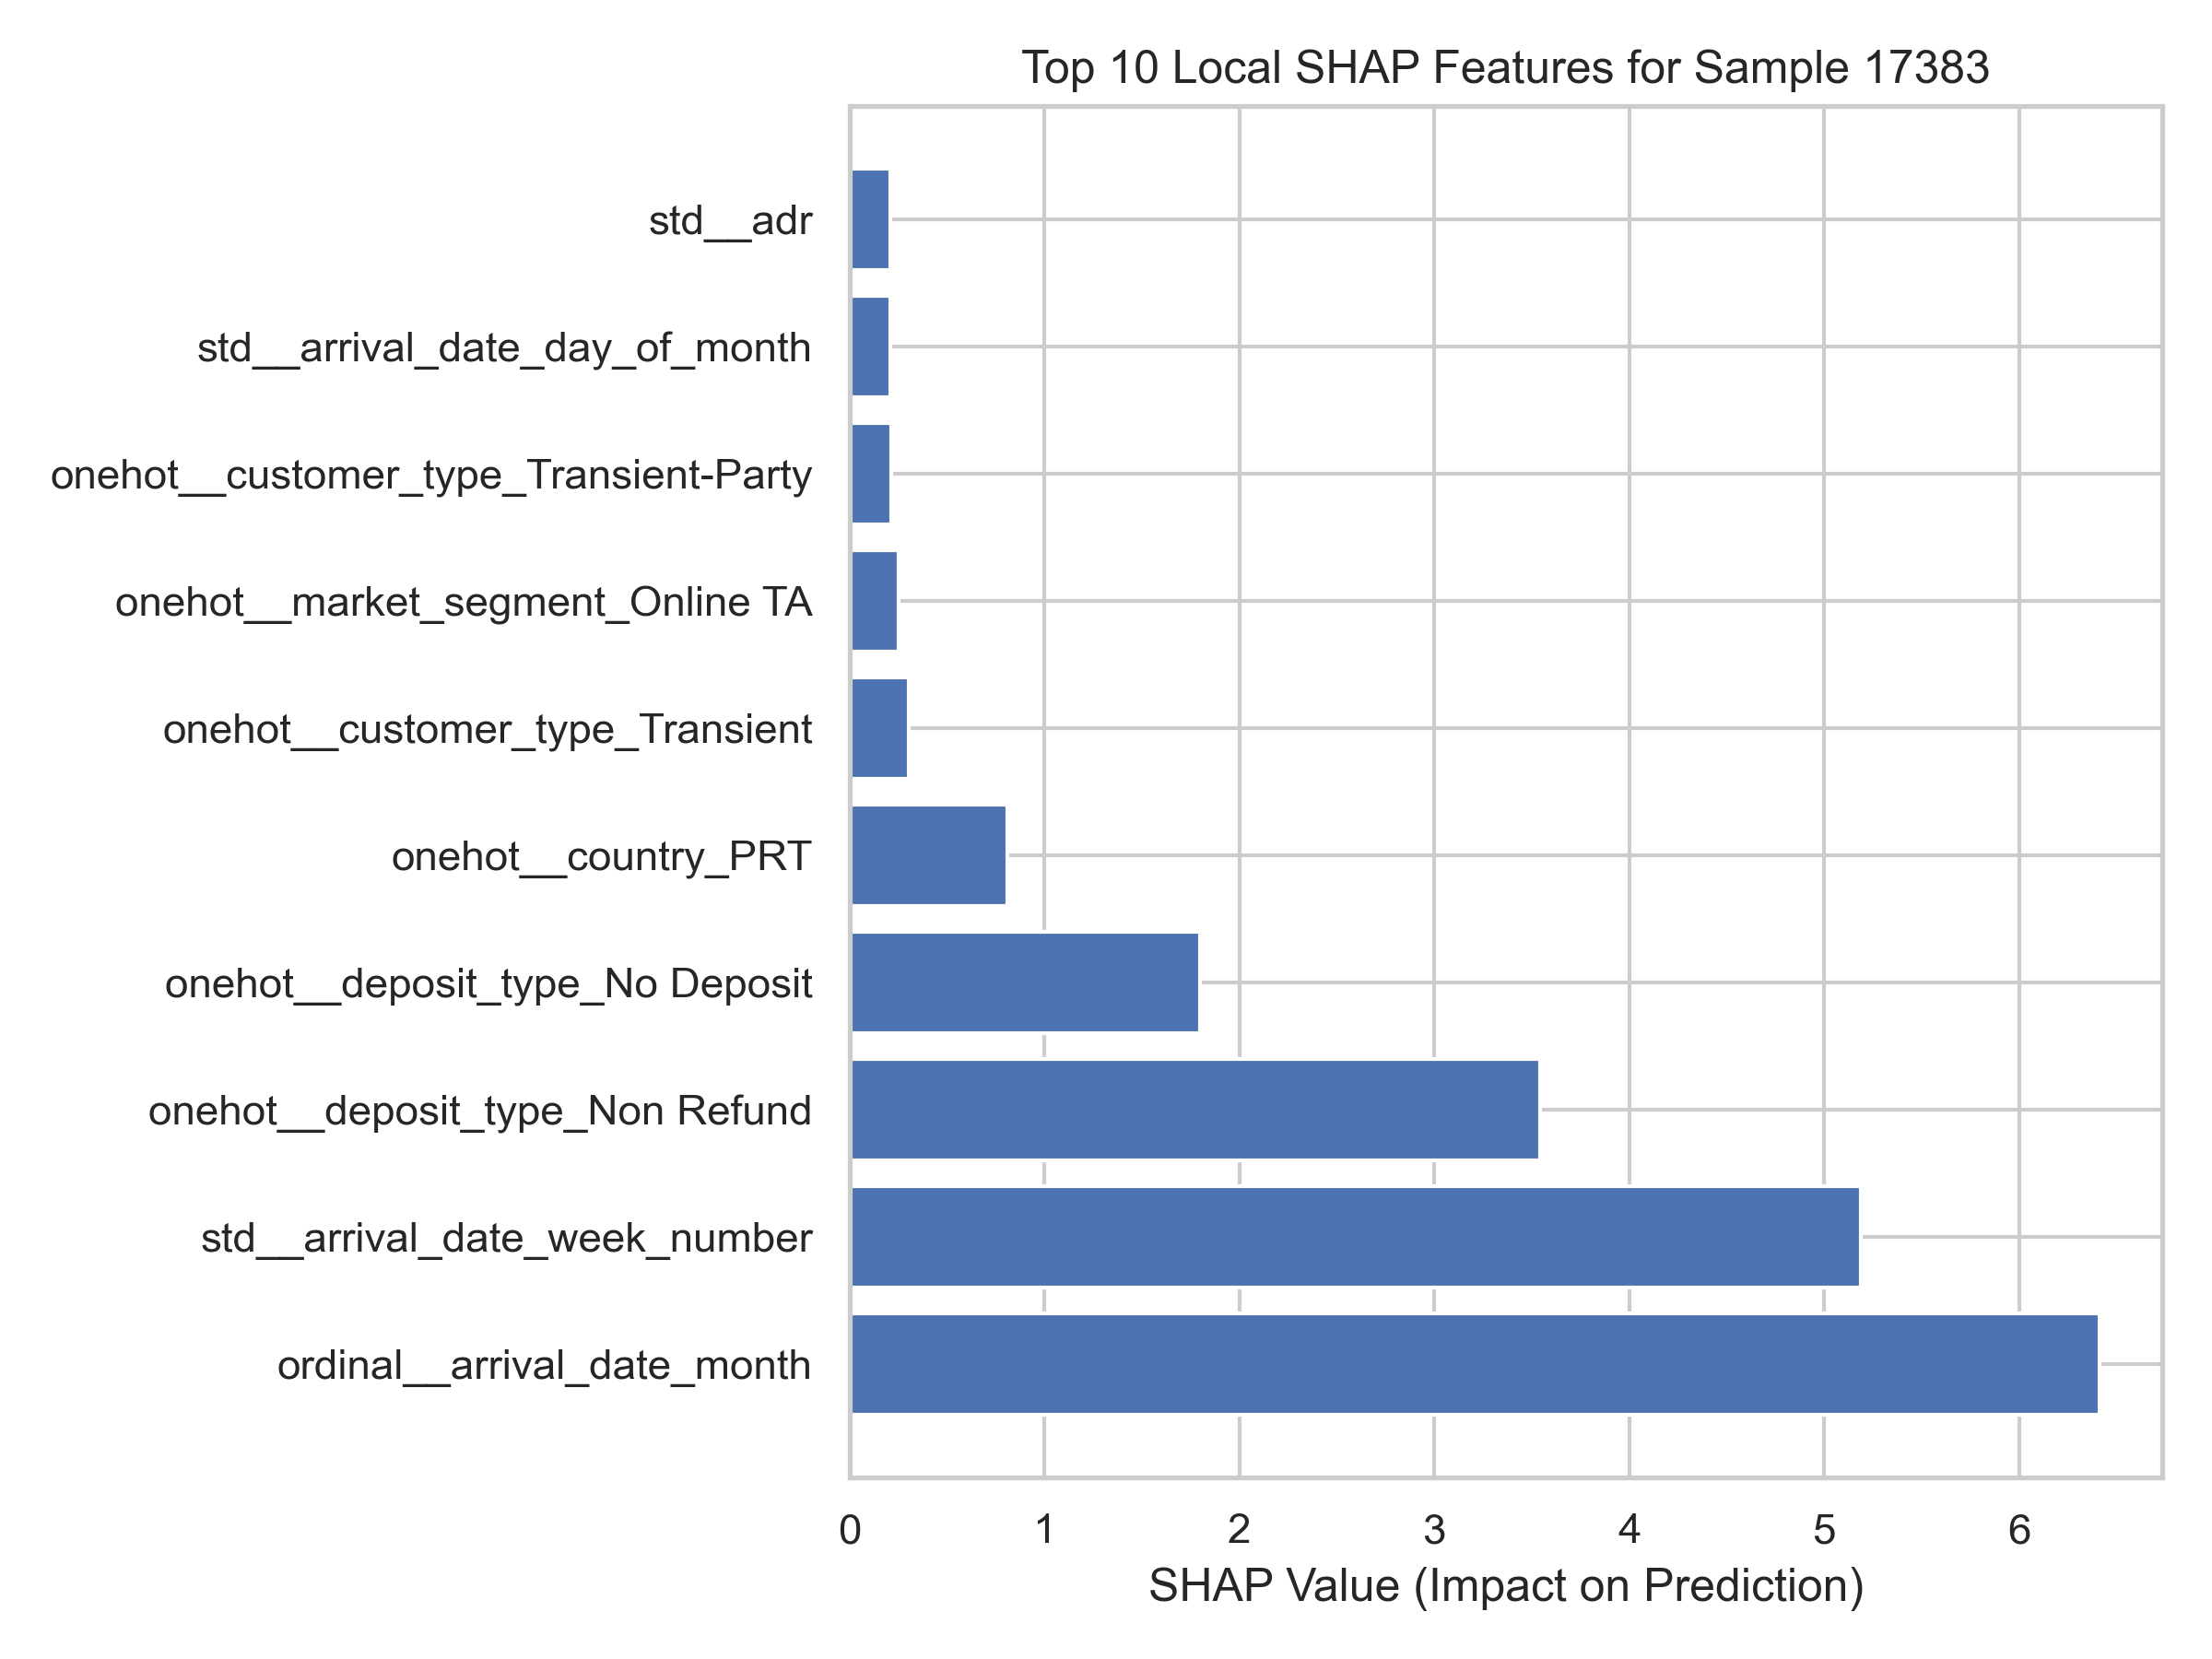 Top 10 Local SHAP Features for Sample 17383
std__adr
std__arrival_date_day_of_month
onehot__customer_type_Transient-Party
onehot__market_segment_Online TA
onehot__customer_type_Transient
onehot__country_PRT
onehot__deposit_type_No Deposit
onehot__deposit_type_Non Refund
std__arrival_date_week_number
ordinal__arrival_date_month
0 1 2 3 4 5 6
SHAP Value (Impact on Prediction)